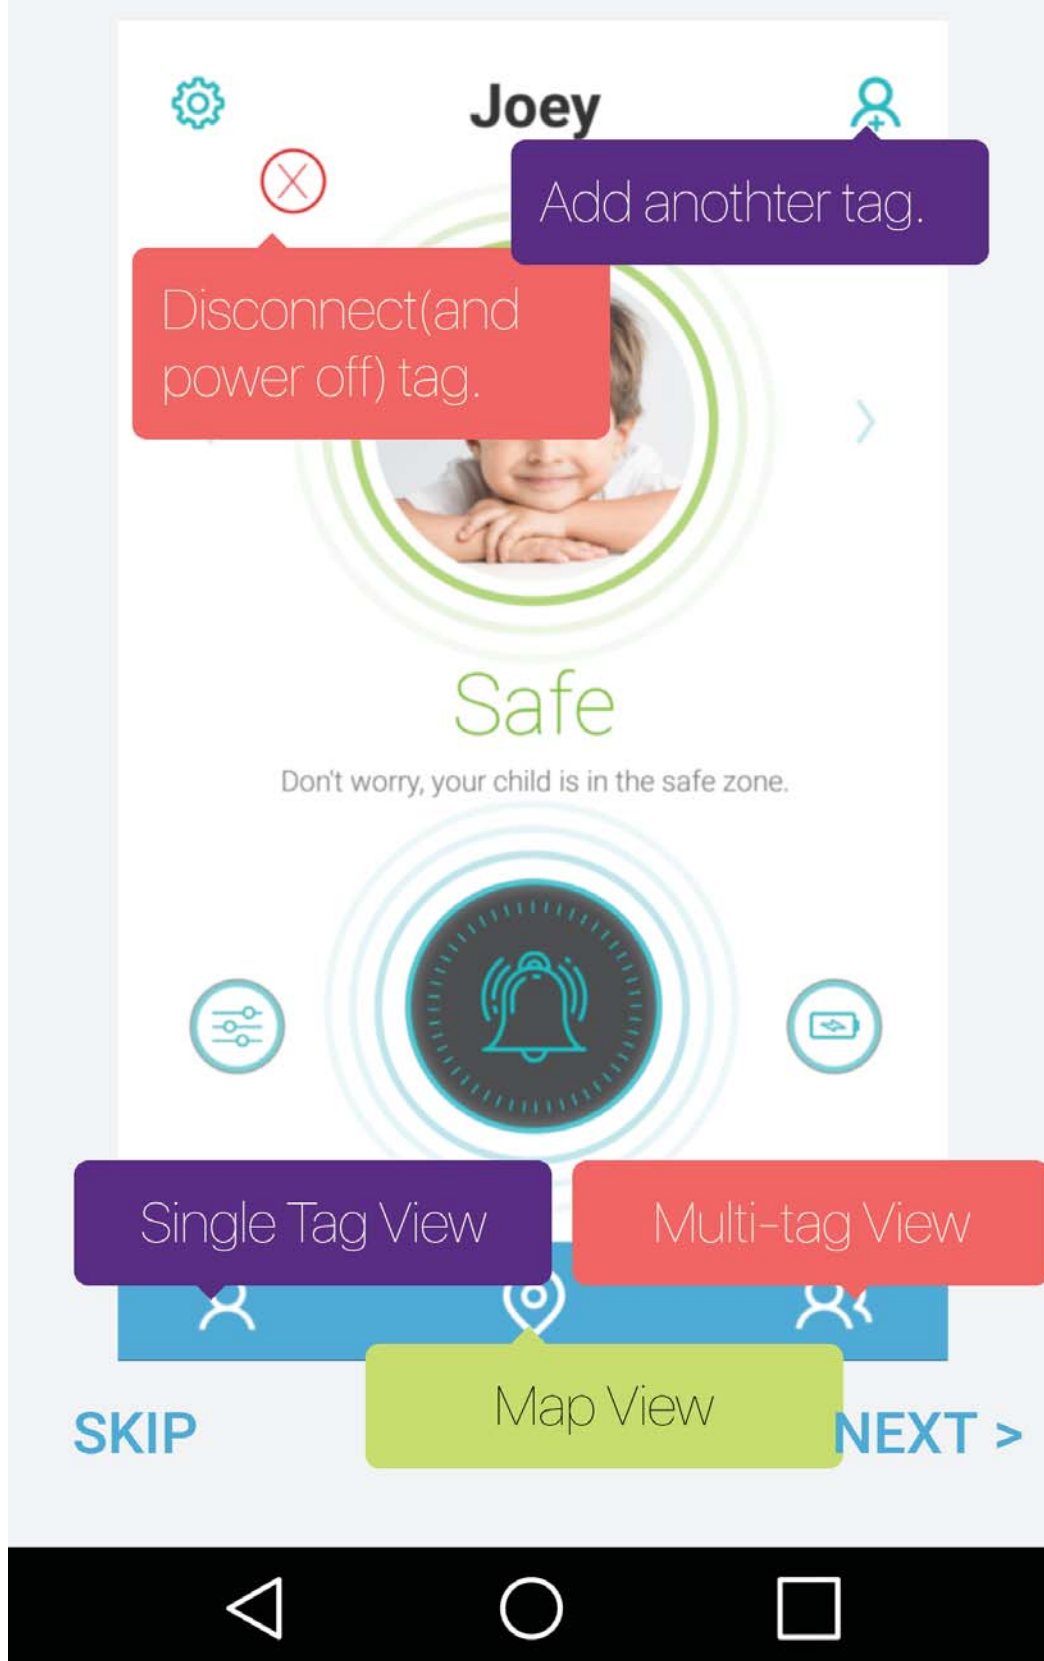 Joey
Add anothter tag.
Disconnect(and
power off) tag.
Safe
Don't worry, your child is in the safe zone.
Single Tag View
Multi-tag View
Map View
SKIP
NEXT >